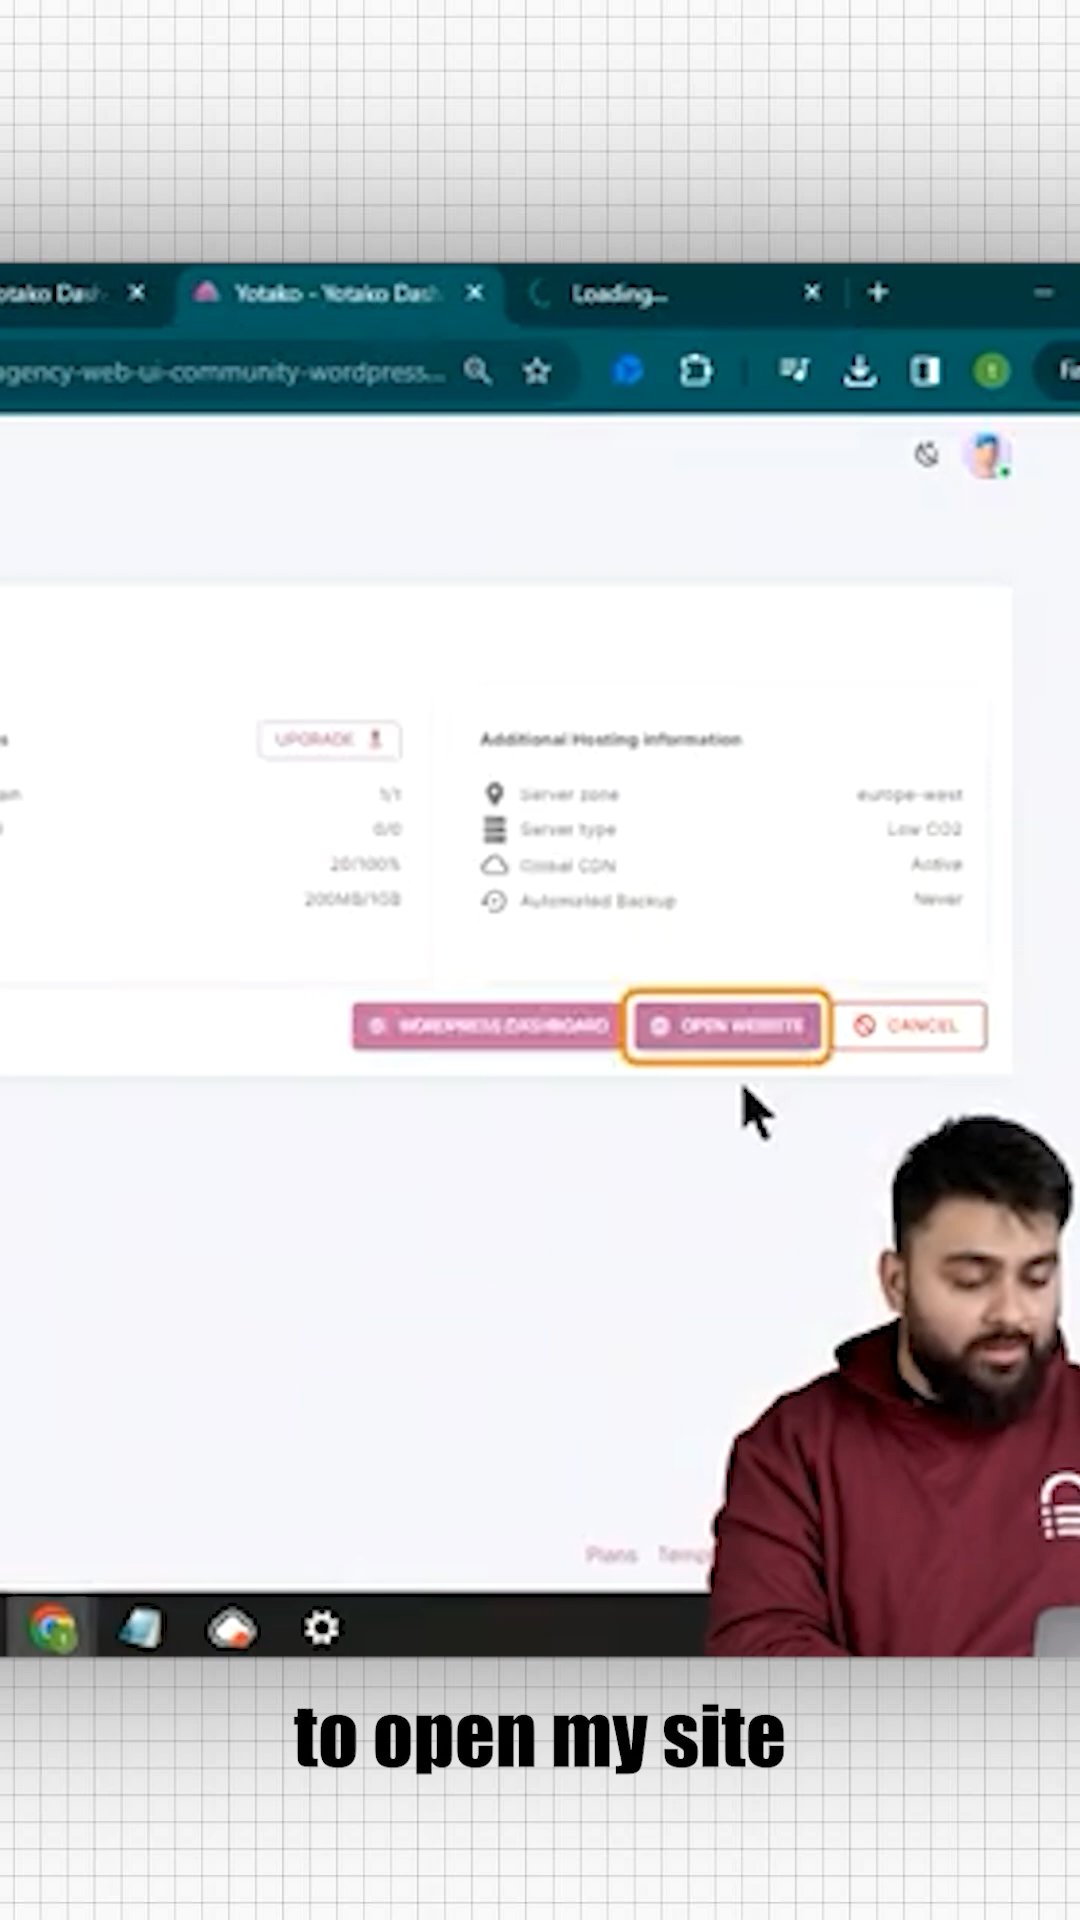 otako Dash
Yotako - Yotako Dash
Loading...
agency-web-ui-community-wordpress...
UPGRADE
Additional Hosting information
1/1
Server zone
europe-west
0/0
Server type
Low CO2
20/100%
Global CDN
Active
200MB/1GB
Automated Backup
Never
WORDPRESS DASHBOARD
OPEN WEBSITE
CANCEL
Plans
to open my site